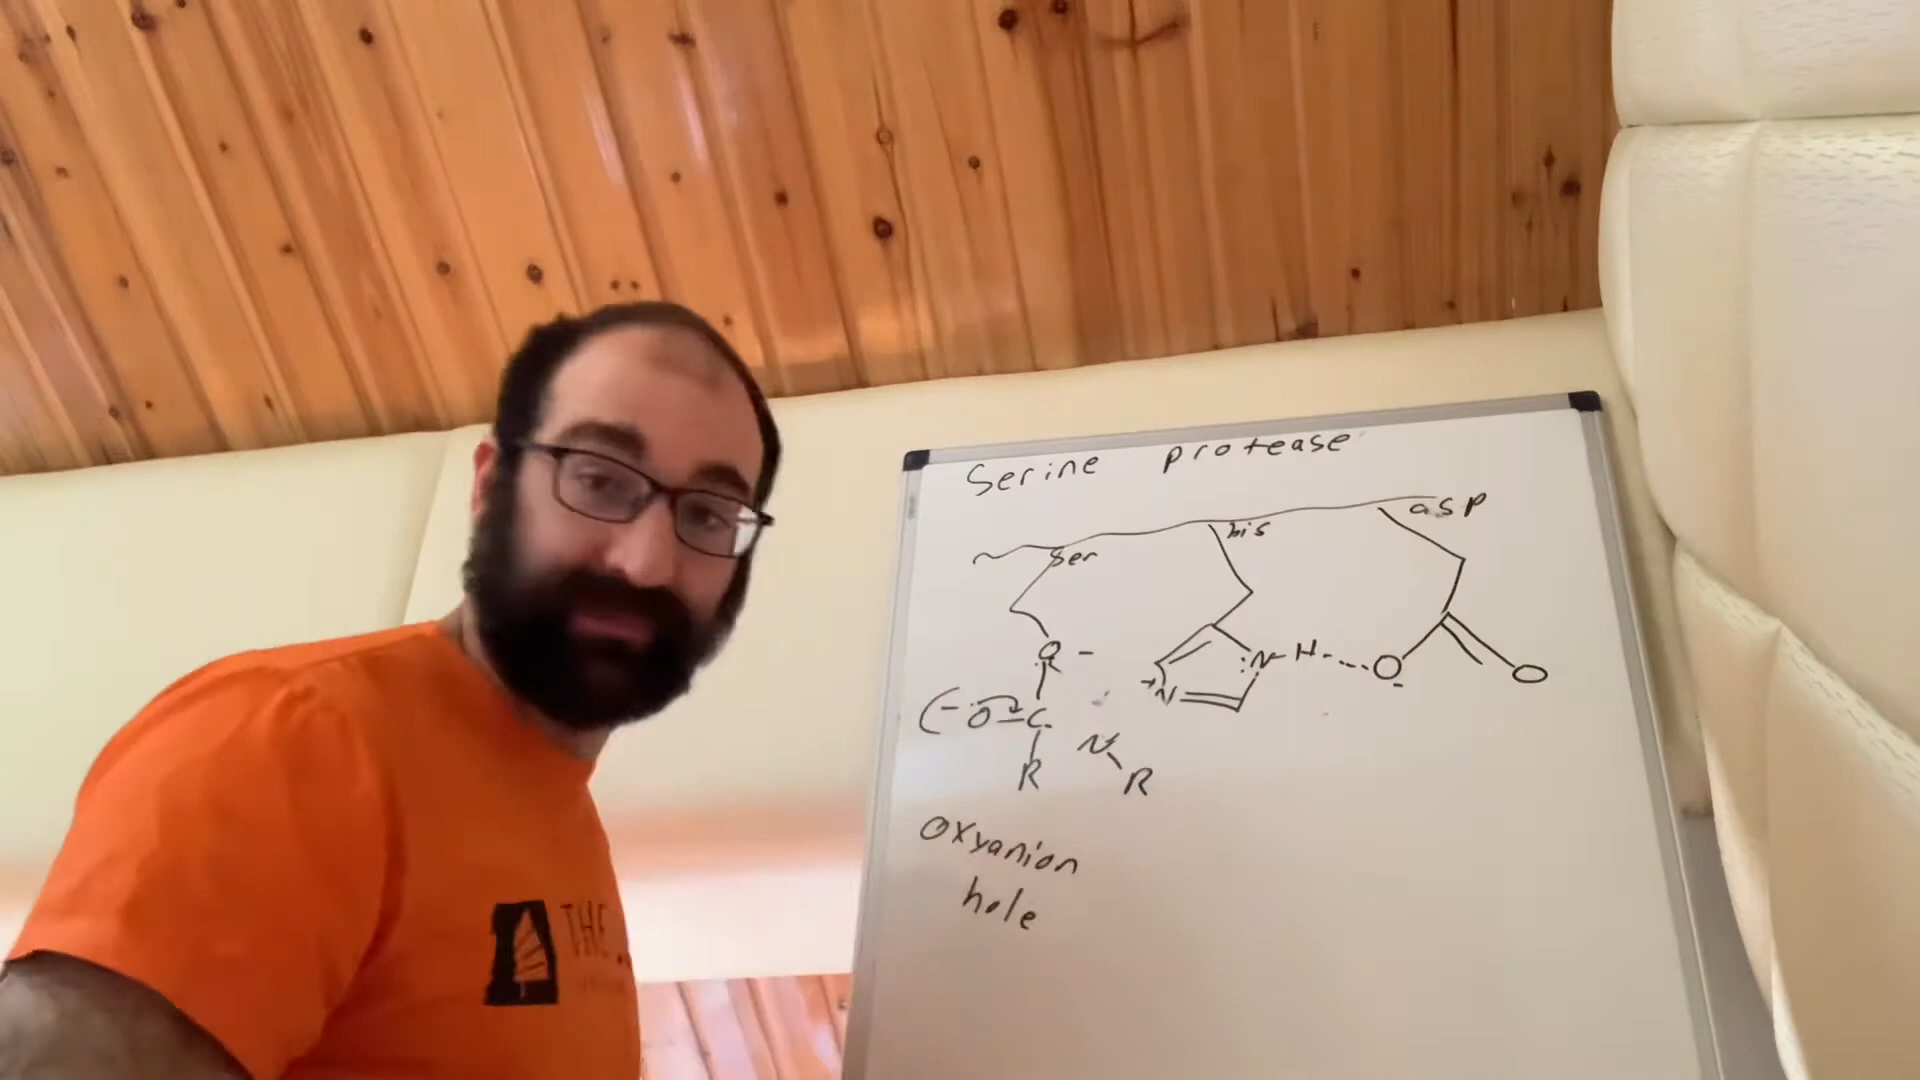 Serine protease
ser his asp
O -
N - H O -
+ N O
( - O = C
N
R R
oxyanion
hole
THE